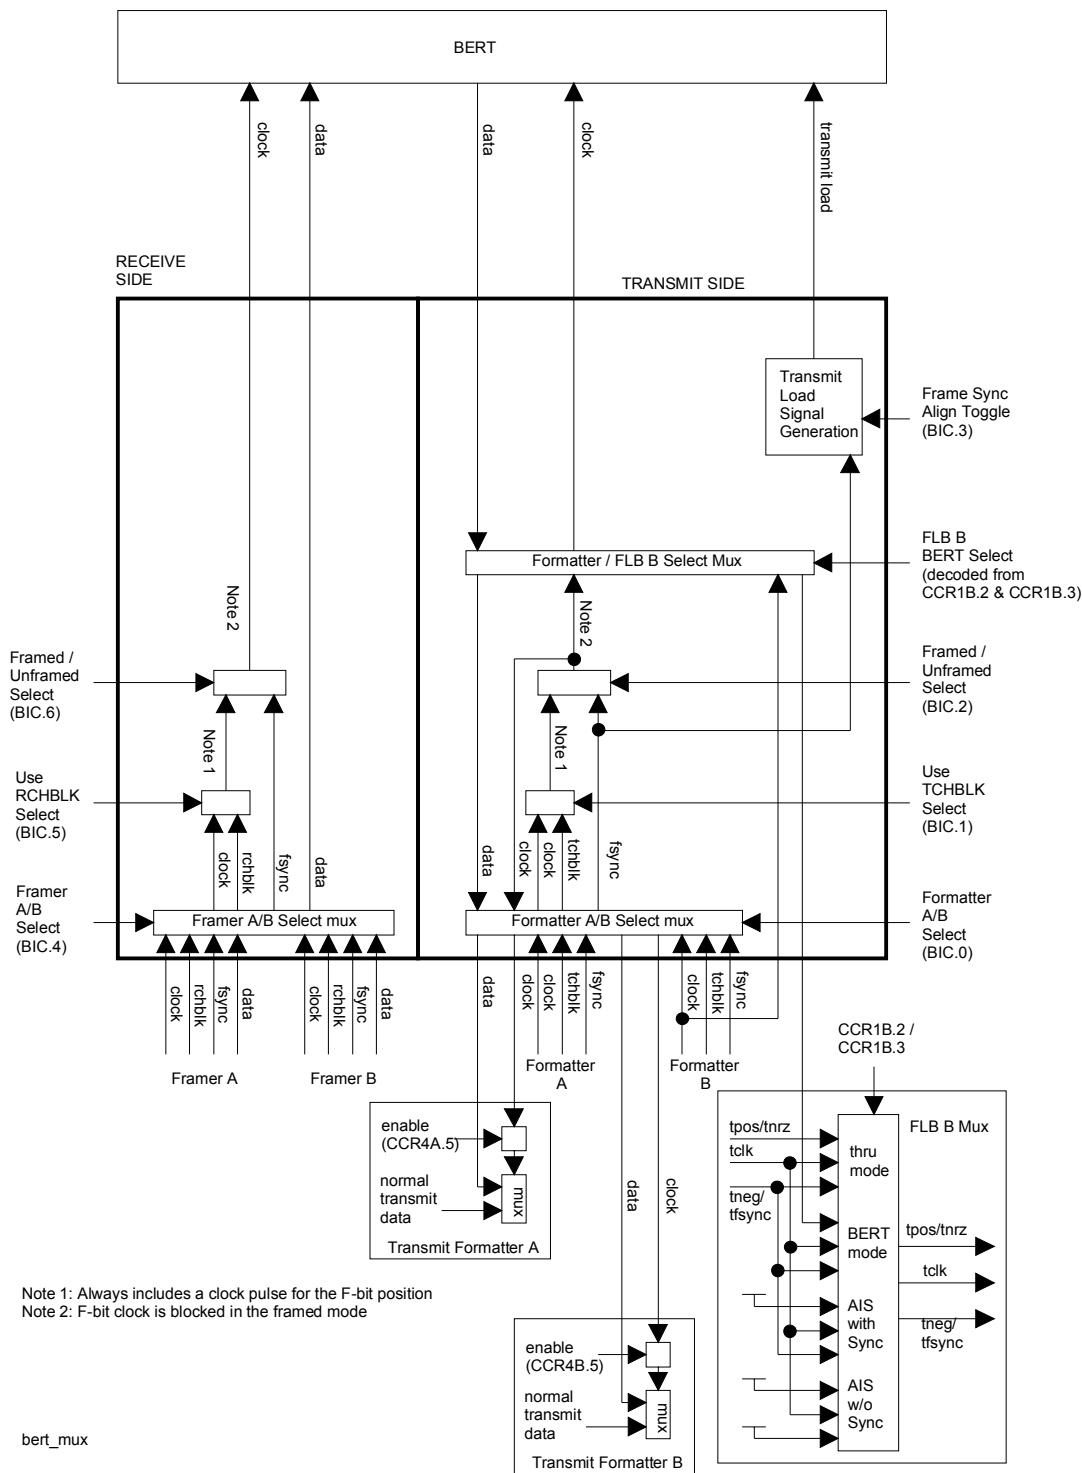 BERT
clock
data
data
clock
transmit load
RECEIVE
SIDE
TRANSMIT SIDE
Transmit
Load
Signal
Generation
Frame Sync
Align Toggle
(BIC.3)
Formatter / FLB B Select Mux
FLB B
BERT Select
(decoded from
CCR1B.2 & CCR1B.3)
Note 2
Note 2
Framed /
Unframed
Select
(BIC.6)
Framed /
Unframed
Select
(BIC.2)
Note 1
Note 1
Use
RCHBLK
Select
(BIC.5)
Use
TCHBLK
Select
(BIC.1)
clock
rchblk
fsync
data
data
clock
clock
tchblk
fsync
Framer
A/B
Select
(BIC.4)
Framer A/B Select mux
Formatter A/B Select mux
Formatter
A/B
Select
(BIC.0)
clock
rchblk
fsync
data
clock
rchblk
fsync
data
data
clock
tchblk
fsync
clock
tchblk
fsync
Framer A
Framer B
Formatter
A
Formatter
B
CCR1B.2 /
CCR1B.3
enable
(CCR4A.5)
normal
transmit
data
mux
Transmit Formatter A
data
clock
tpos/tnrz
tclk
tneg/
tfsync
FLB B Mux
thru
mode
BERT
mode
AIS
with
Sync
AIS
w/o
Sync
tpos/tnrz
tclk
tneg/
tfsync
Note 1: Always includes a clock pulse for the F-bit position
Note 2: F-bit clock is blocked in the framed mode
enable
(CCR4B.5)
normal
transmit
data
mux
Transmit Formatter B
bert_mux